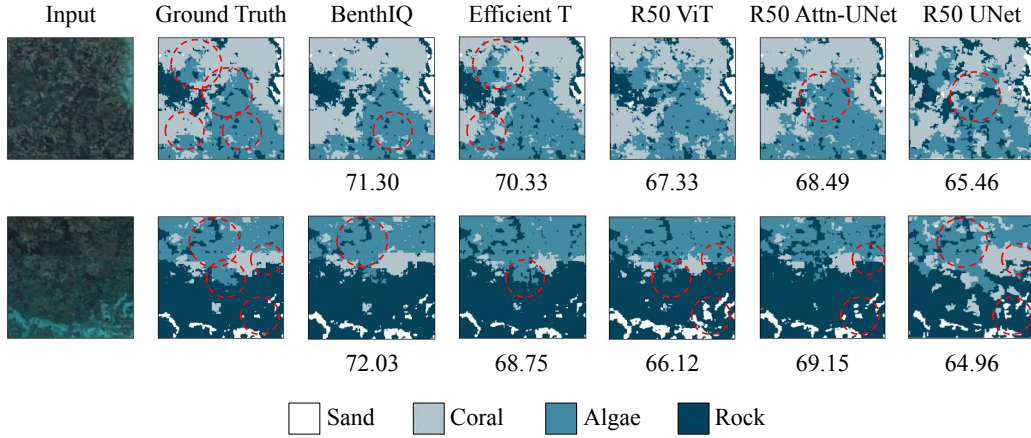 Input Ground Truth BenthIQ Efficient T R50 ViT R50 Attn-UNet R50 UNet
71.30 70.33 67.33 68.49 65.46
72.03 68.75 66.12 69.15 64.96
Sand Coral Algae Rock